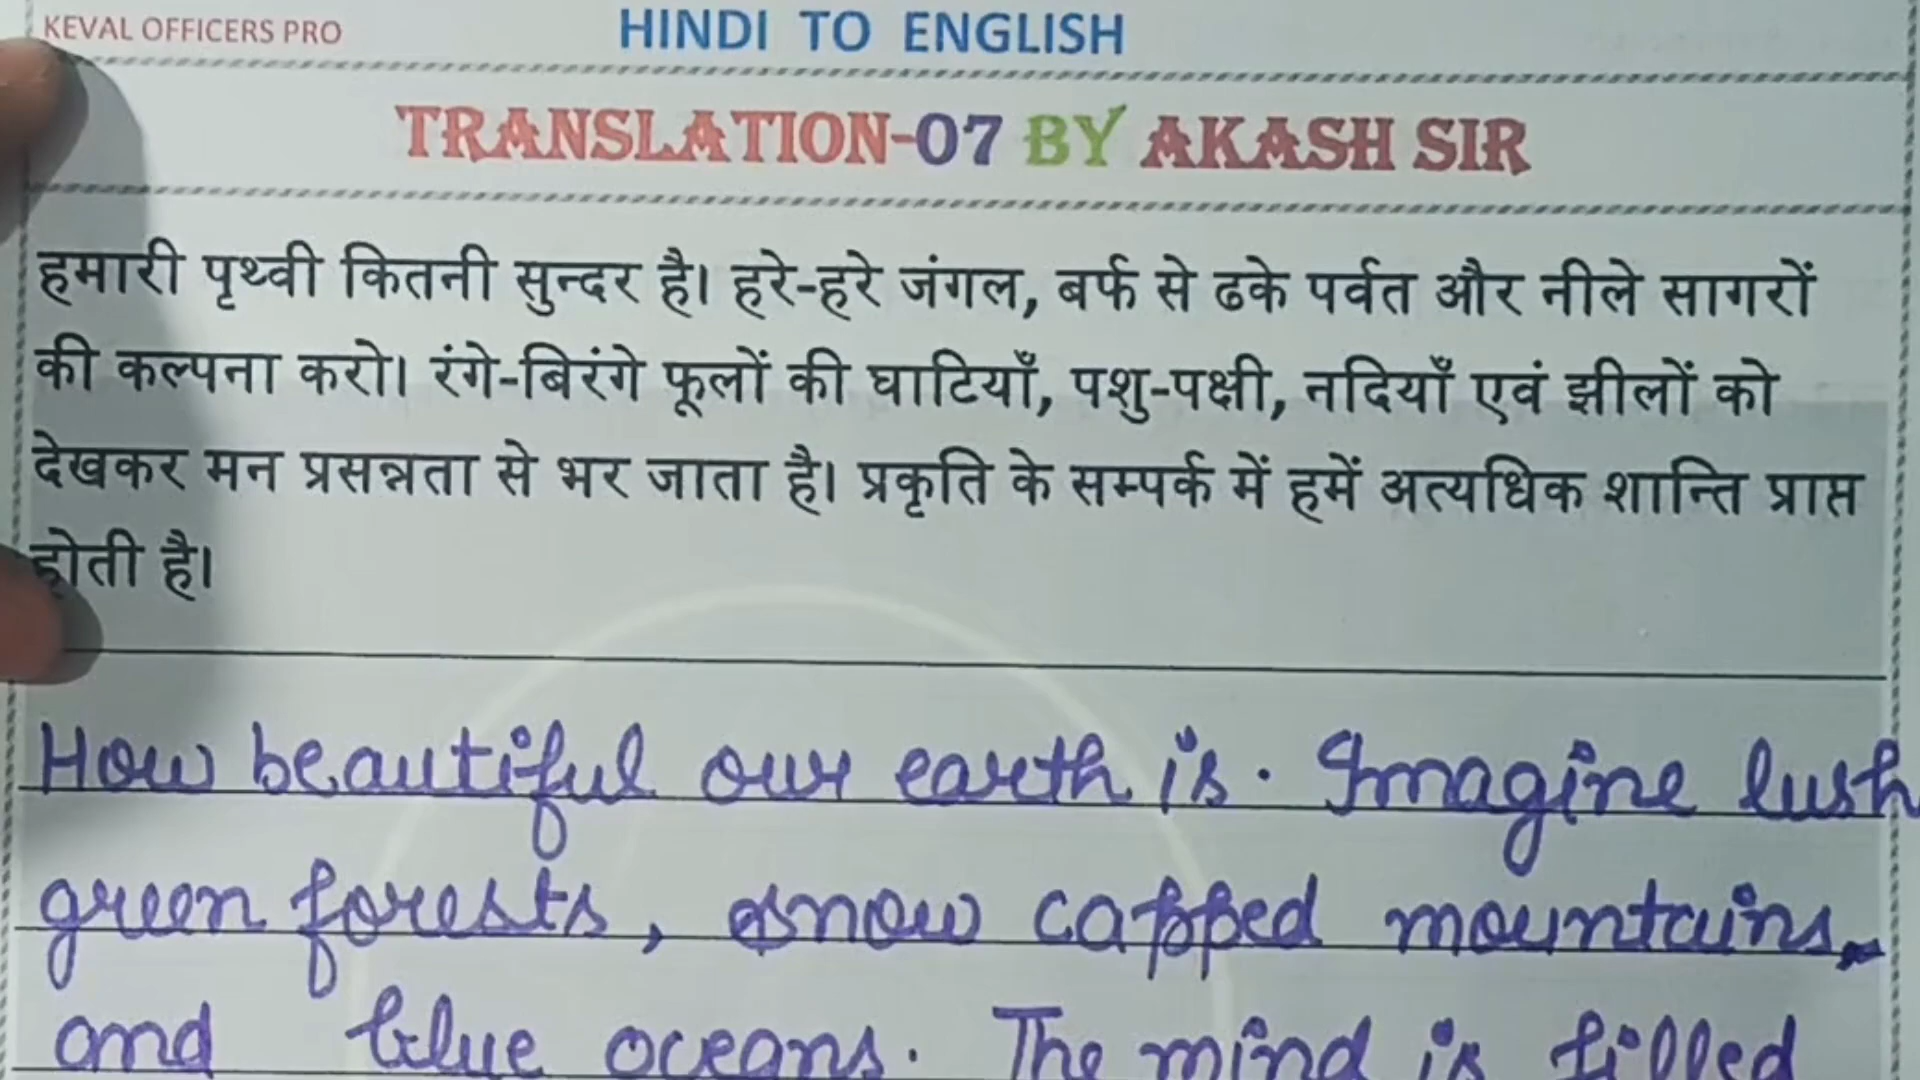 KEVAL OFFICERS PRO
HINDI TO ENGLISH
TRANSLATION-07 BY AKASH SIR
हमारी पृथ्वी कितनी सुन्दर है। हरे-हरे जंगल, बर्फ से ढके पर्वत और नीले सागरों
की कल्पना करो। रंगे-बिरंगे फूलों की घाटियाँ, पशु-पक्षी, नदियाँ एवं झीलों को
देखकर मन प्रसन्नता से भर जाता है। प्रकृति के सम्पर्क में हमें अत्यधिक शान्ति प्राप्त
होती है।
How beautiful our earth is. Imagine lush
green forests, snow capped mountains,
and blue oceans. The mind is filled